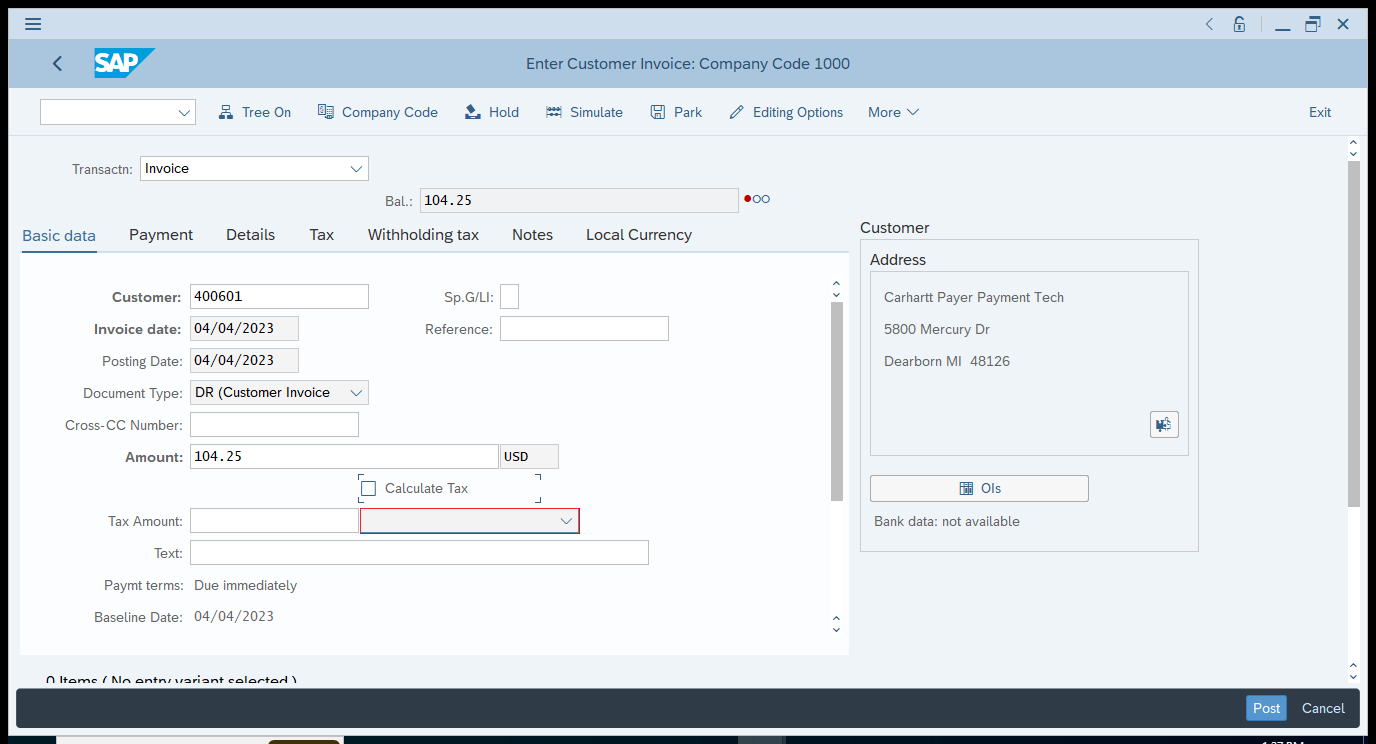 SAP
Enter Customer Invoice: Company Code 1000
Tree On Company Code Hold Simulate Park Editing Options More Exit
Transactn: Invoice
Bal.: 104.25
Basic data Payment Details Tax Withholding tax Notes Local Currency
Customer: 400601 Sp.G/LI:
Invoice date: 04/04/2023 Reference:
Posting Date: 04/04/2023
Document Type: DR (Customer Invoice
Cross-CC Number:
Amount: 104.25 USD
Calculate Tax
Tax Amount:
Text:
Paymt terms: Due immediately
Baseline Date: 04/04/2023
Customer
Address
Carhartt Payer Payment Tech
5800 Mercury Dr
Dearborn MI 48126
OIs
Bank data: not available
0 Items ( No entry variant selected )
Post Cancel